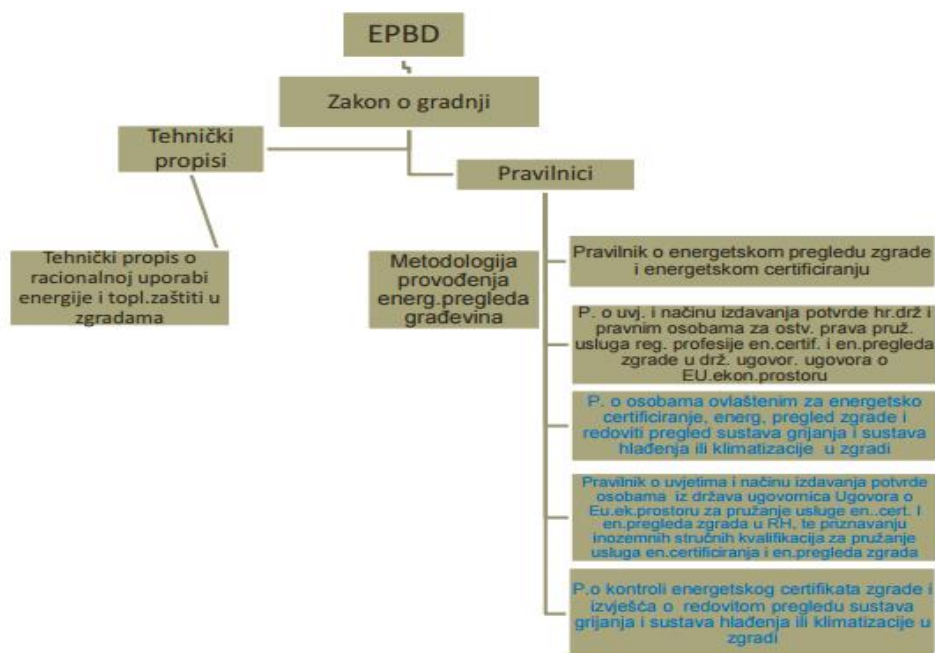 EPBD
Zakon o gradnji
Tehnički
propisi
Pravilnici
Tehnički propis o
racionalnoj uporabi
energije i topl.zaštiti u
zgradama
Metodologija
provođenja
energ.pregleda
građevina
Pravilnik o energetskom pregledu zgrade
i energetskom certificiranju
P. o uvj. i načinu izdavanja potvrde hr.drž i
pravnim osobama za ostv. prava pruž.
usluga reg. profesije en.certif. i en.pregleda
zgrade u drž. ugovor. ugovora o
EU.ekon.prostoru
P. o osobama ovlaštenim za energetsko
certificiranje, energ, pregled zgrade i
redoviti pregled sustava grijanja i sustava
hlađenja ili klimatizacije u zgradi
Pravilnik o uvjetima i načinu izdavanja potvrde
osobama iz država ugovornica Ugovora o
Eu.ek.prostoru za pružanje usluge en..cert. I
en.pregleda zgrada u RH, te priznavanju
inozemnih stručnih kvalifikacija za pružanje
usluga en.certificiranja i en.pregleda zgrada
P.o kontroli energetskog certifikata zgrade i
izvješća o redovitom pregledu sustava
grijanja i sustava hlađenja ili klimatizacije u
zgradi